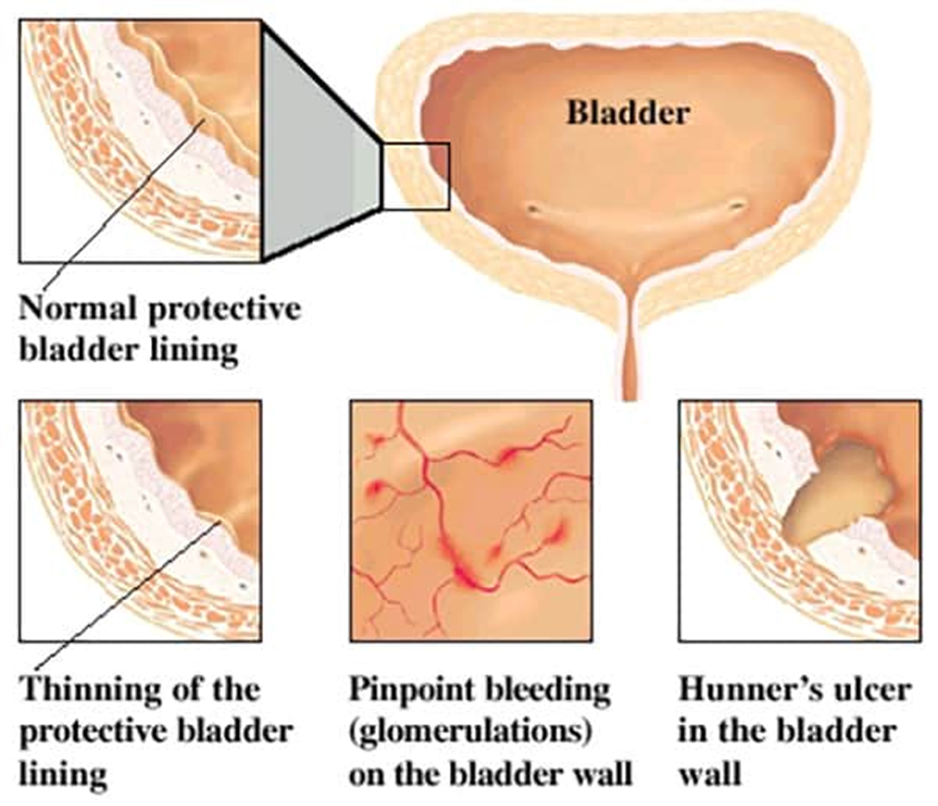 Bladder
Normal protective
bladder lining
Thinning of the
protective bladder
lining
Pinpoint bleeding
(glomerulations)
on the bladder wall
Hunner's ulcer
in the bladder
wall